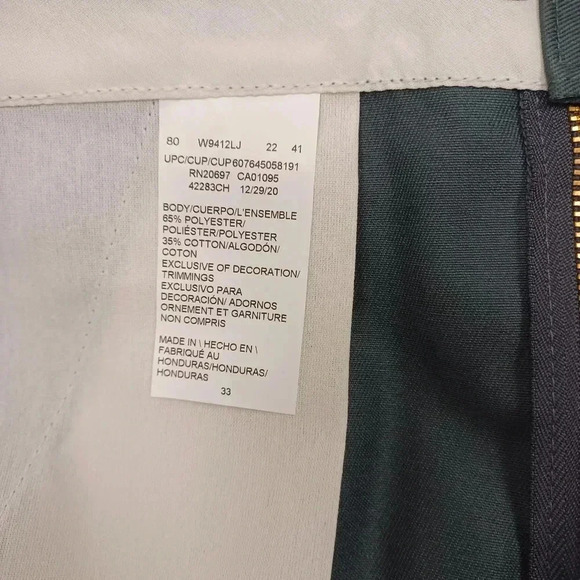 80 W9412LJ 22 41
UPC/CUP/CUP607645058191
RN20697 CA01095
42283CH 12/29/20
BODY/CUERPO/L'ENSEMBLE
65% POLYESTER/
POLIÉSTER/POLYESTER
35% COTTON/ALGODÓN/
COTON
EXCLUSIVE OF DECORATION/
TRIMMINGS
EXCLUSIVO PARA
DECORACIÓN/ ADORNOS
ORNEMENT ET GARNITURE
NON COMPRIS
MADE IN \ HECHO EN \
FABRIQUÉ AU
HONDURAS/HONDURAS/
HONDURAS
33